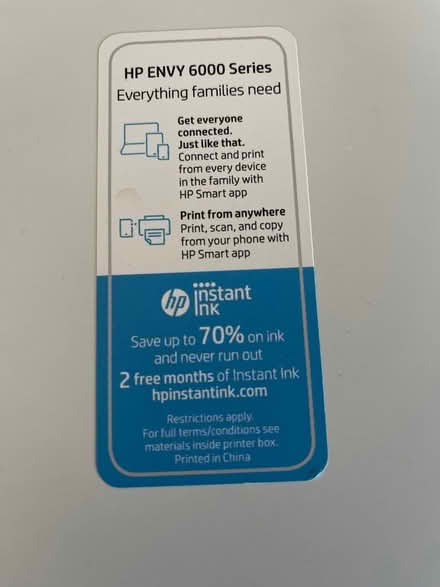 HP ENVY 6000 Series
Everything families need
Get everyone
connected.
Just like that.
Connect and print
from every device
in the family with
HP Smart app
Print from anywhere
Print, scan, and copy
from your phone with
HP Smart app
hp instant
ink
Save up to 70% on ink
and never run out
2 free months of Instant Ink
hpinstantink.com
Restrictions apply.
For full terms/conditions see
materials inside printer box.
Printed in China